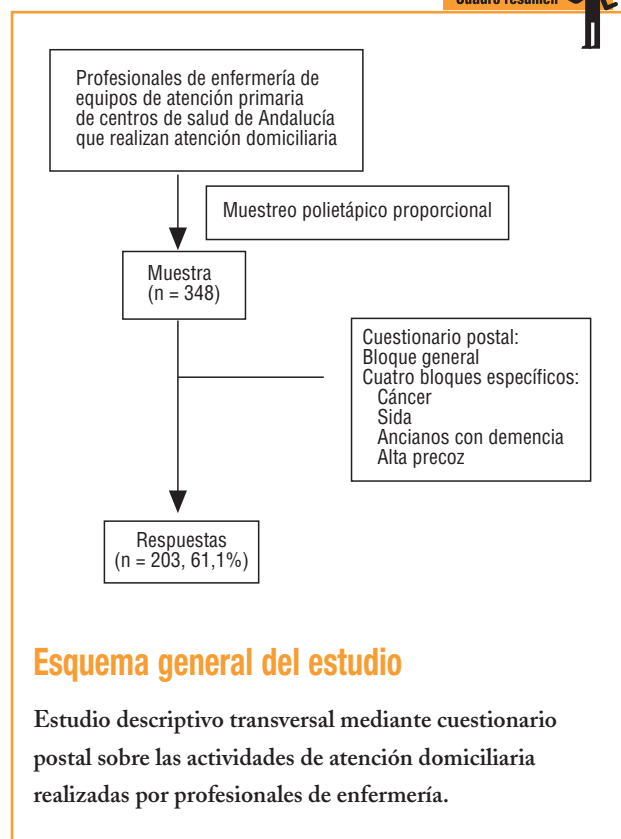 Cuadro resumen
Profesionales de enfermería de
equipos de atención primaria
de centros de salud de Andalucía
que realizan atención domiciliaria
Muestreo polietápico proporcional
Muestra
(n = 348)
Cuestionario postal:
Bloque general
Cuatro bloques específicos:
Cáncer
Sida
Ancianos con demencia
Alta precoz
Respuestas
(n = 203, 61,1%)
Esquema general del estudio
Estudio descriptivo transversal mediante cuestionario
postal sobre las actividades de atención domiciliaria
realizadas por profesionales de enfermería.